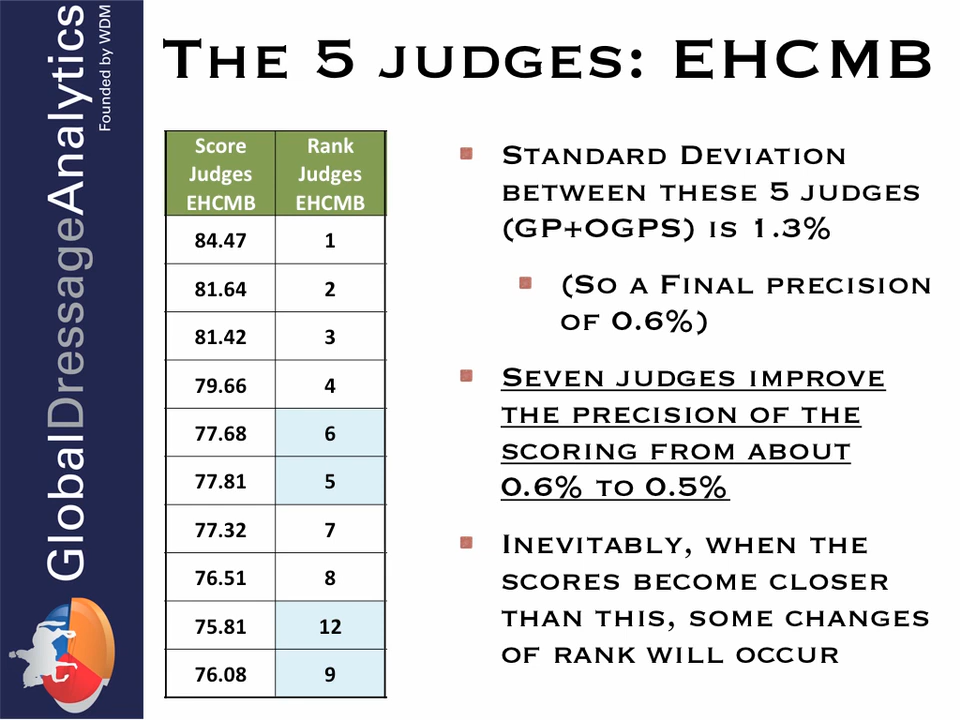 GlobalDressageAnalytics
Founded by WDM
THE 5 JUDGES: EHCMB
Score Judges EHCMB Rank Judges EHCMB
84.47 1
81.64 2
81.42 3
79.66 4
77.68 6
77.81 5
77.32 7
76.51 8
75.81 12
76.08 9
STANDARD DEVIATION
BETWEEN THESE 5 JUDGES
(GP+OGPS) IS 1.3%
(SO A FINAL PRECISION
OF 0.6%)
SEVEN JUDGES IMPROVE
THE PRECISION OF THE
SCORING FROM ABOUT
0.6% TO 0.5%
INEVITABLY, WHEN THE
SCORES BECOME CLOSER
THAN THIS, SOME CHANGES
OF RANK WILL OCCUR